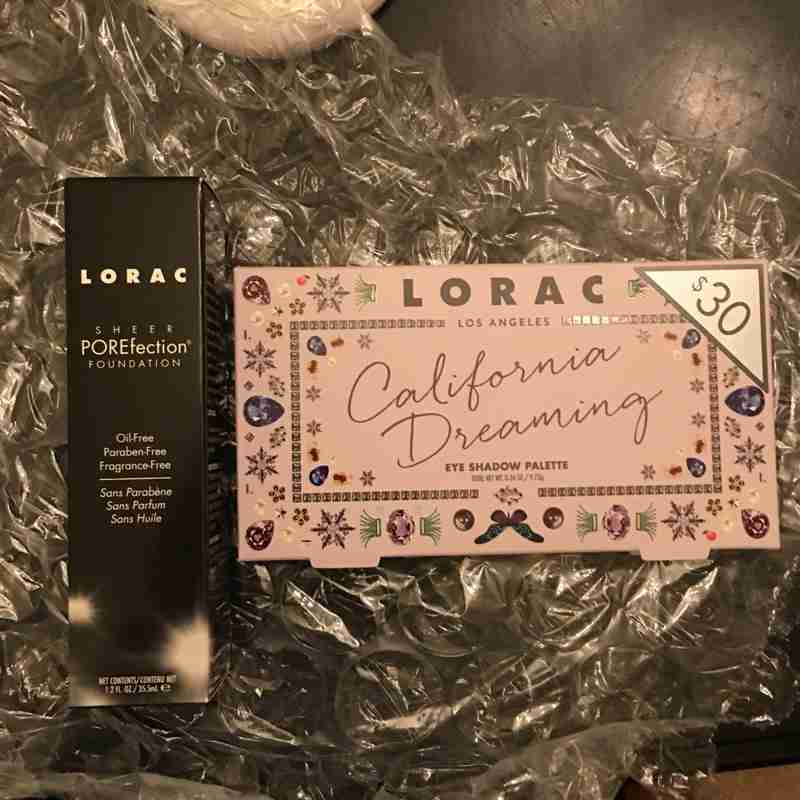 LORAC
SHEER
POREfection®
FOUNDATION
Oil-Free
Paraben-Free
Fragrance-Free
Sans Parabène
Sans Parfum
Sans Huile
NET CONTENTS/CONTENU NET
1.2 FL. OZ./35.5mL e
LORAC
LOS ANGELES
$30
California
Dreaming
EYE SHADOW PALETTE